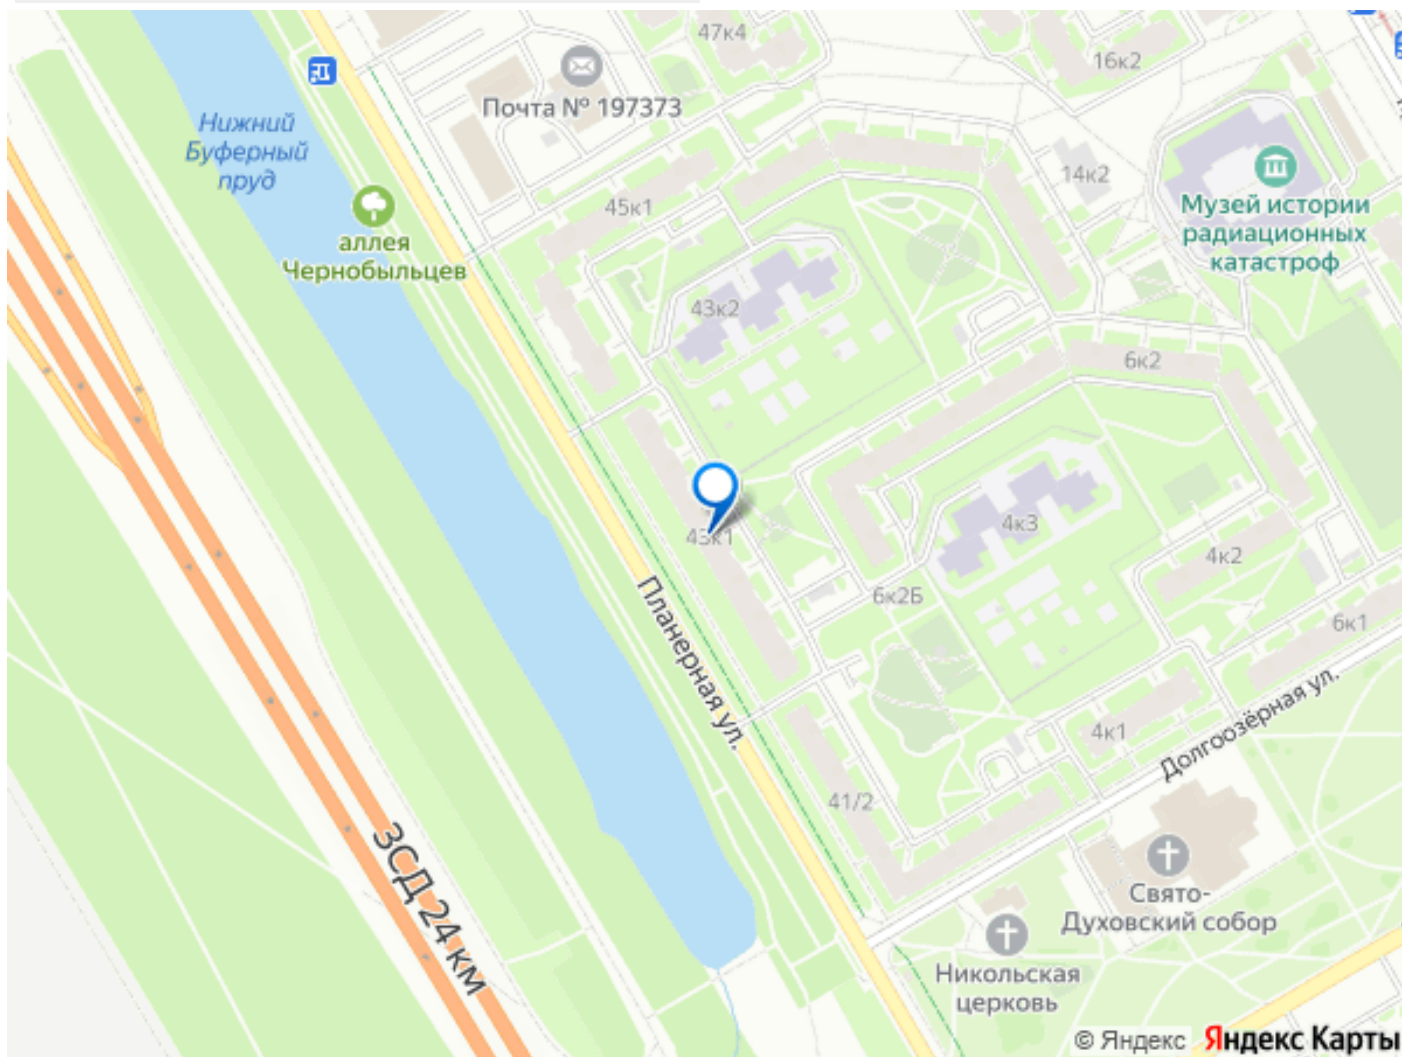 47к4
16к2
Почта № 197373
Нижний
Буферный
пруд
14к2
45к1
Музей истории
радиационных
катастроф
аллея
Чернобыльцев
43к2
6к2
43к1
4к3
4к2
6к2Б
6к1
Планерная ул.
4к1
Долгоозёрная ул.
41/2
ЗСД 24 км
Свято-
Духовский собор
Никольская
церковь
© Яндекс Яндекс Карты